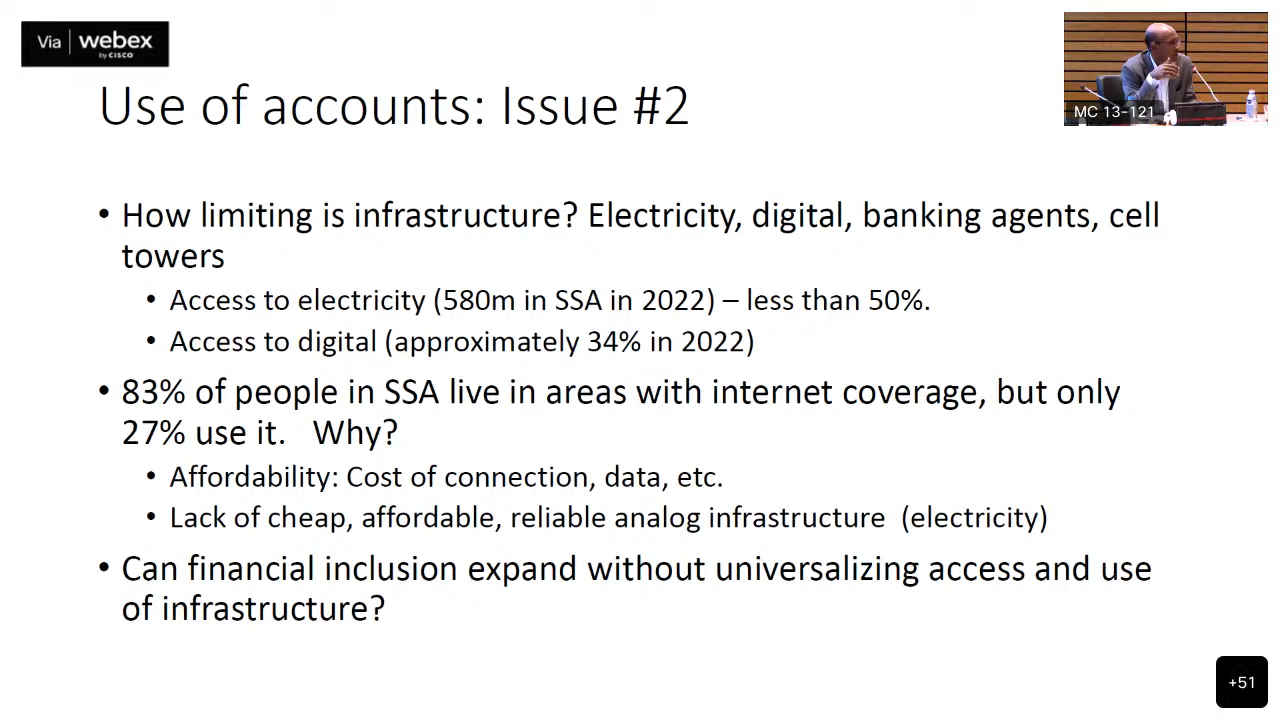 Via webex
by CISCO
Use of accounts: Issue #2
MC 13-121
• How limiting is infrastructure? Electricity, digital, banking agents, cell
towers
• Access to electricity (580m in SSA in 2022) – less than 50%.
• Access to digital (approximately 34% in 2022)
• 83% of people in SSA live in areas with internet coverage, but only
27% use it. Why?
• Affordability: Cost of connection, data, etc.
• Lack of cheap, affordable, reliable analog infrastructure (electricity)
• Can financial inclusion expand without universalizing access and use
of infrastructure?
+51